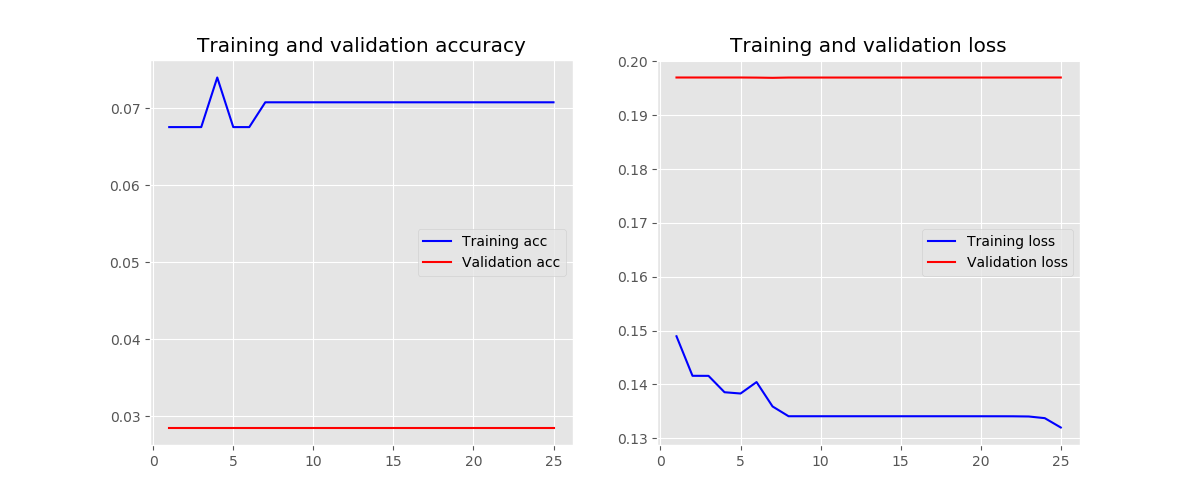 Training and validation accuracy
0.07
0.06
0.05
0.04
0.03
0 5 10 15 20 25
Training acc
Validation acc
Training and validation loss
0.20
0.19
0.18
0.17
0.16
0.15
0.14
0.13
0 5 10 15 20 25
Training loss
Validation loss